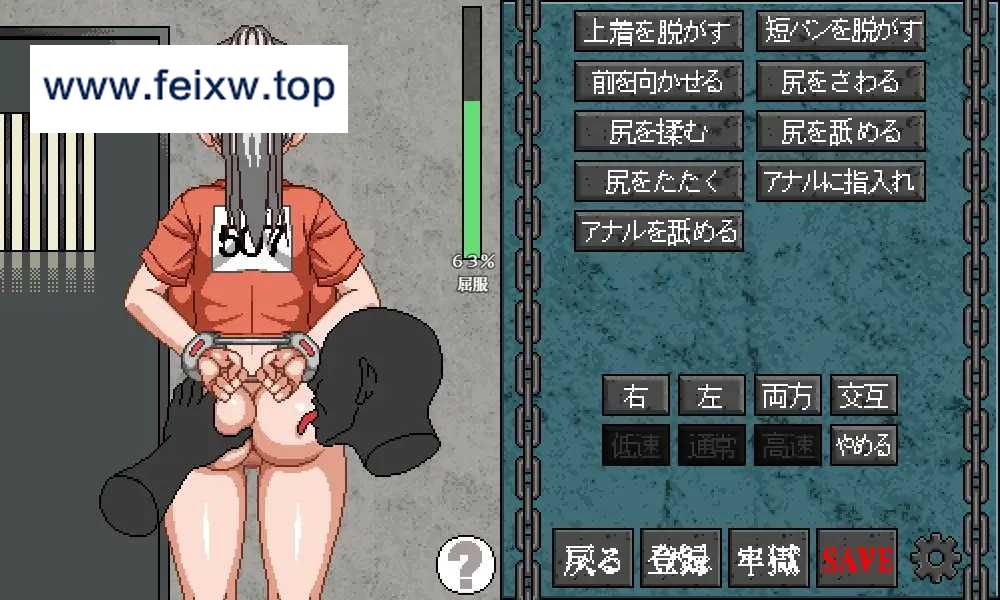 www.feixw.top
507
63%
屈服
上着を脱がす
短パンを脱がす
前を向かせる
尻をさわる
尻を揉む
尻を舐める
尻をたたく
アナルに指入れ
アナルを舐める
右
左
両方
交互
低速
通常
高速
やめる
?
戻る
登録
牢獄
SAVE